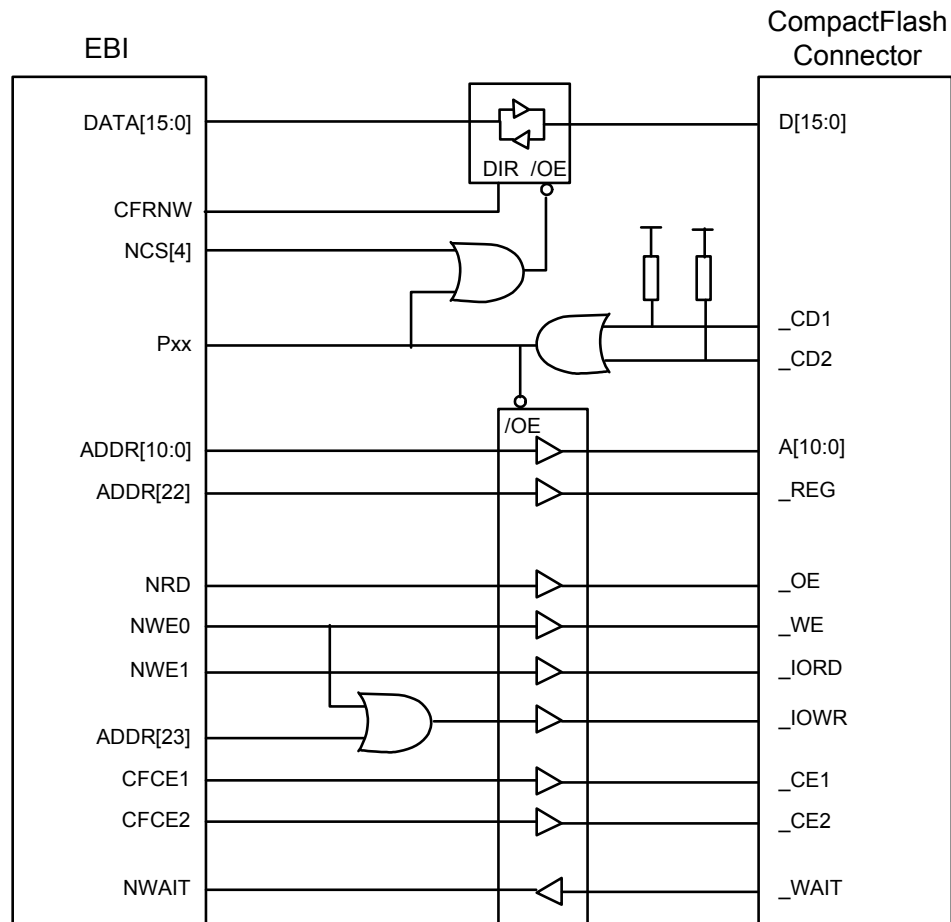 EBI
CompactFlash
Connector
DATA[15:0]
D[15:0]
DIR /OE
CFRNW
NCS[4]
_CD1
Pxx
_CD2
/OE
ADDR[10:0]
A[10:0]
ADDR[22]
_REG
NRD
_OE
NWE0
_WE
NWE1
_IORD
_IOWR
ADDR[23]
CFCE1
_CE1
CFCE2
_CE2
NWAIT
_WAIT